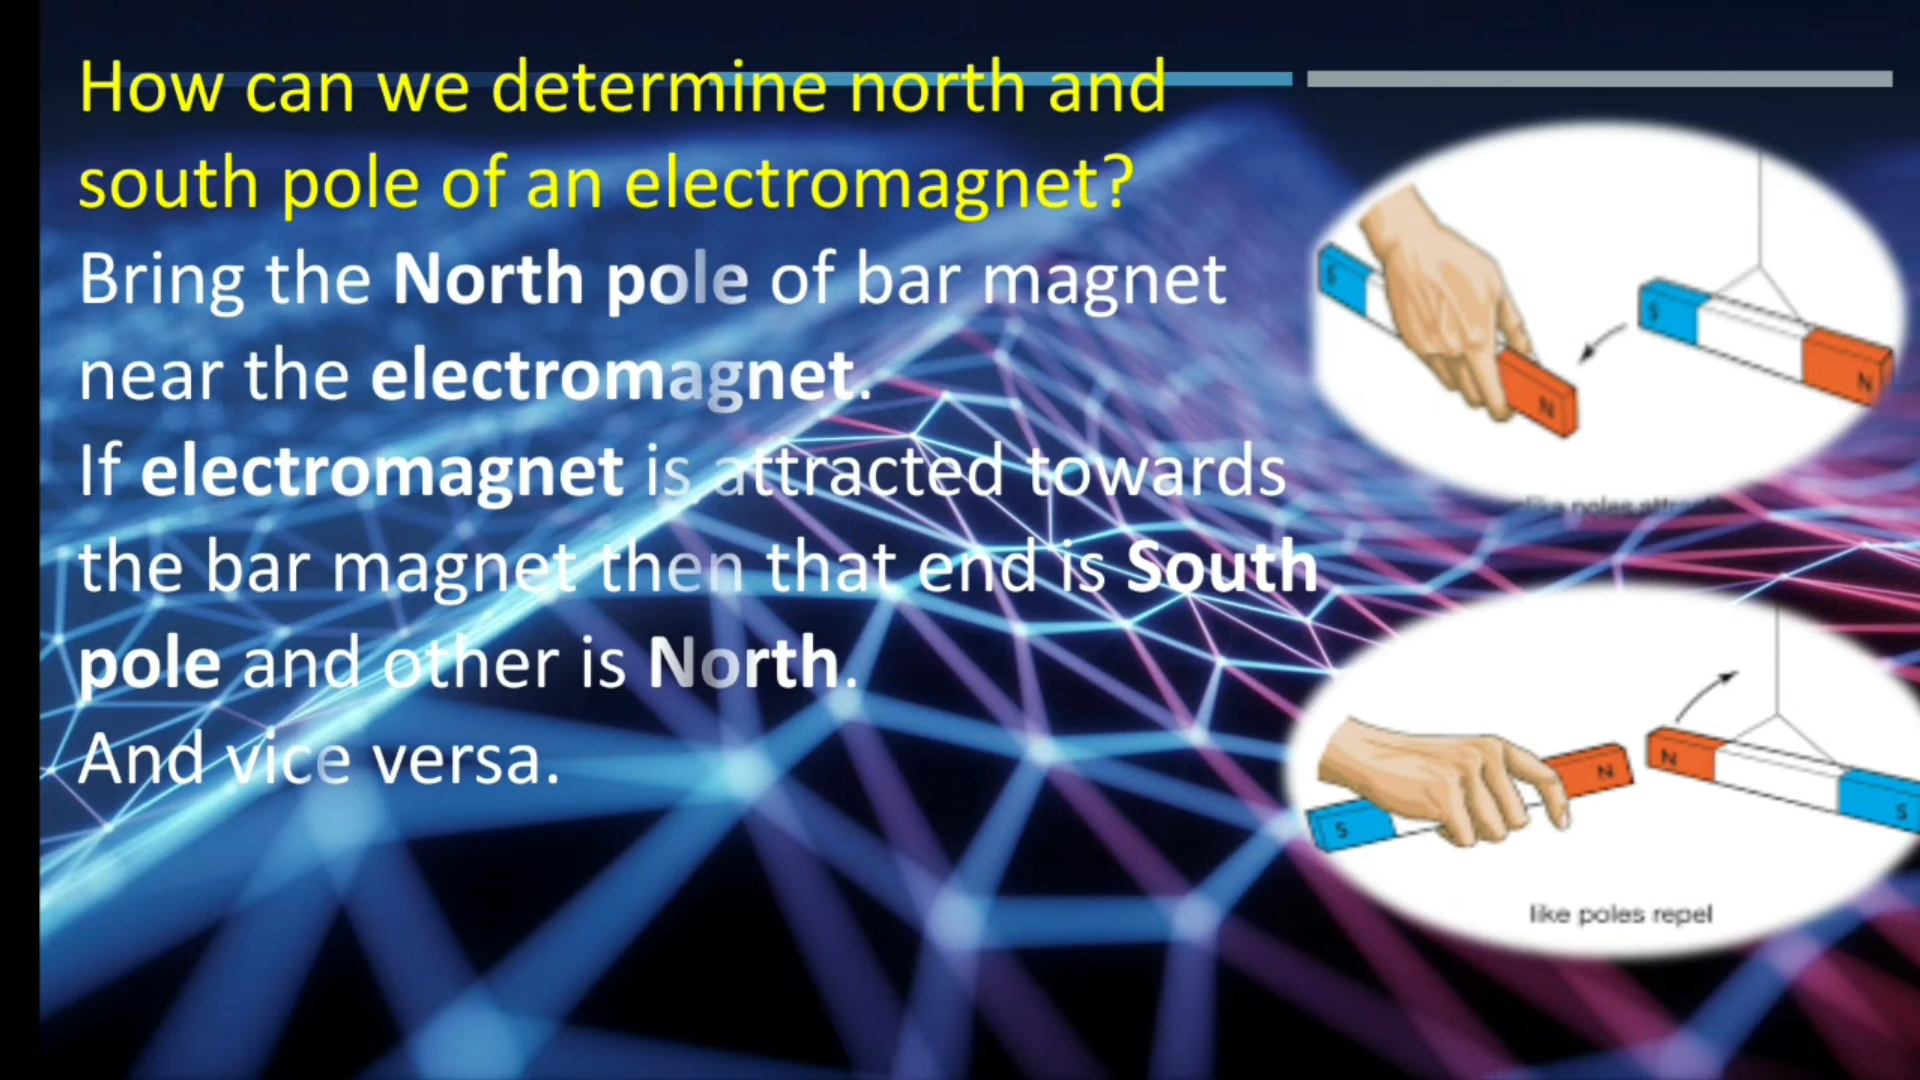 How can we determine north and
south pole of an electromagnet?
Bring the North pole of bar magnet
near the electromagnet.
If electromagnet is attracted towards
the bar magnet then that end is South
pole and other is North.
And vice versa.
S
N
S
N
like poles
S
N
N
S
like poles repel